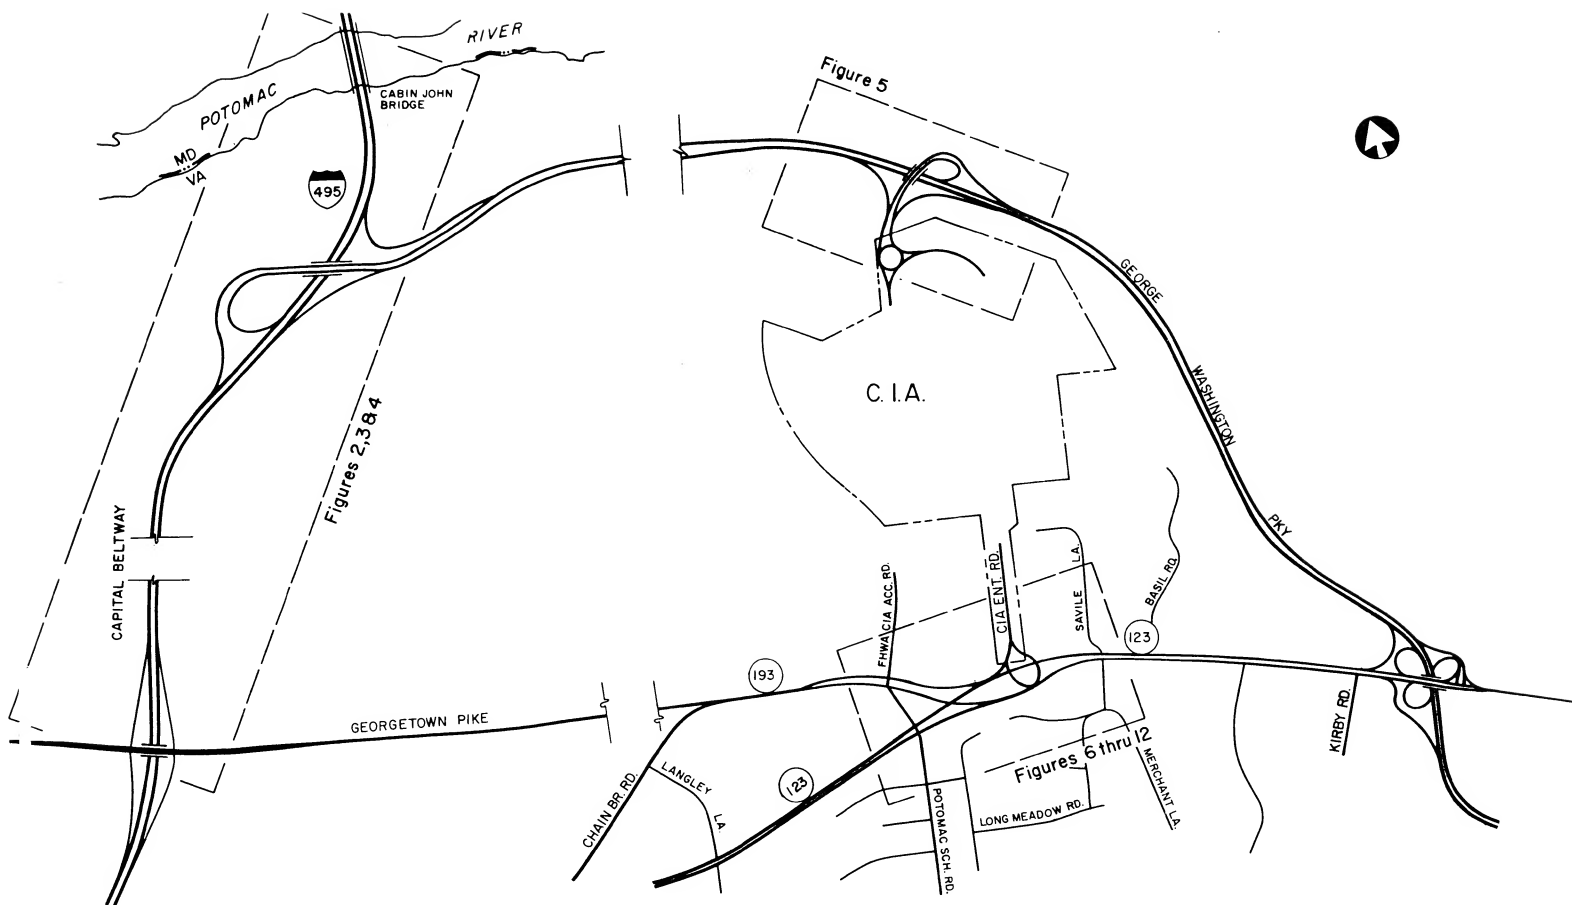 RIVER
POTOMAC
CABIN JOHN
BRIDGE
MD
VA
495
Figure 5
GEORGE
WASHINGTON
PKY
C.I.A.
Figures 2,3&4
CAPITAL BELTWAY
GEORGETOWN PIKE
193
FHWA CIA ACC. RD.
CIA ENT. RD.
SAVILE LA.
BASIL RD.
123
KIRBY RD.
CHAIN BR. RD.
LANGLEY LA.
123
Figures 6 thru 12
POTOMAC SCH. RD.
LONG MEADOW RD.
MERCHANT LA.